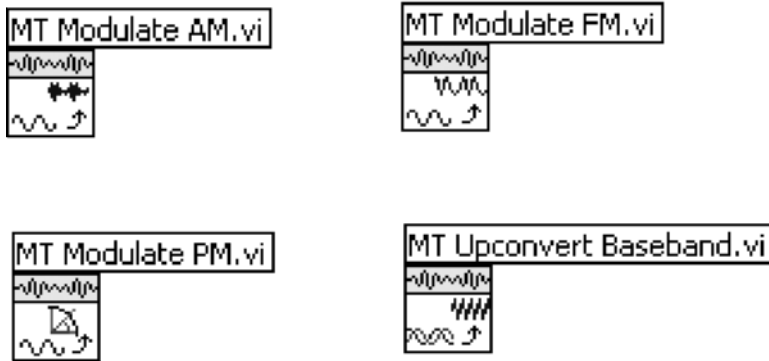 MT Modulate AM.vi
MT Modulate FM.vi
MT Modulate PM.vi
MT Upconvert Baseband.vi